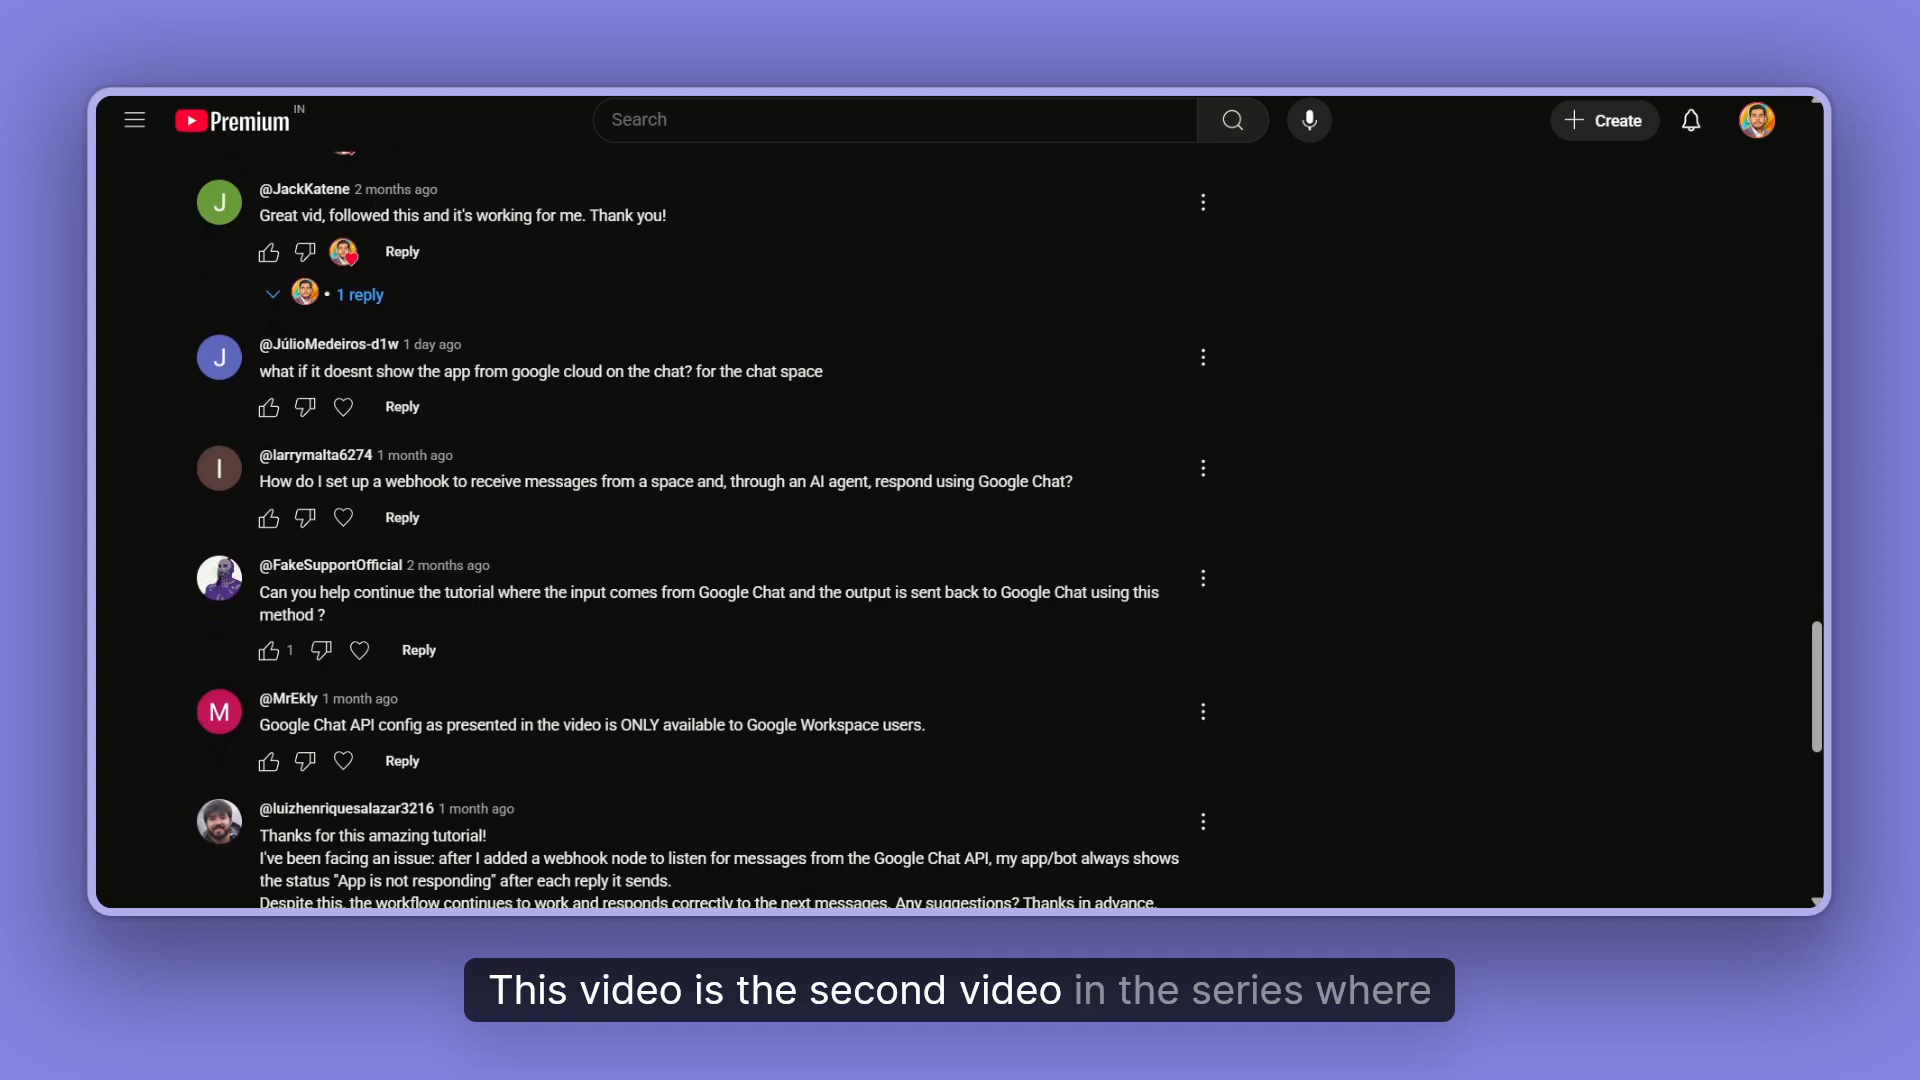 Premium IN
Search
Create
@JackKatene 2 months ago
J
Great vid, followed this and it's working for me. Thank you!
Reply
• 1 reply
@JúlioMedeiros-d1w 1 day ago
J
what if it doesnt show the app from google cloud on the chat? for the chat space
Reply
@larrymalta6274 1 month ago
l
How do I set up a webhook to receive messages from a space and, through an AI agent, respond using Google Chat?
Reply
@FakeSupportOfficial 2 months ago
Can you help continue the tutorial where the input comes from Google Chat and the output is sent back to Google Chat using this
method ?
1 Reply
@MrEkly 1 month ago
M
Google Chat API config as presented in the video is ONLY available to Google Workspace users.
Reply
@luizhenriquesalazar3216 1 month ago
Thanks for this amazing tutorial!
I've been facing an issue: after I added a webhook node to listen for messages from the Google Chat API, my app/bot always shows
the status "App is not responding" after each reply it sends.
Despite this, the workflow continues to work and responds correctly to the next messages. Any suggestions? Thanks in advance.
This video is the second video in the series where